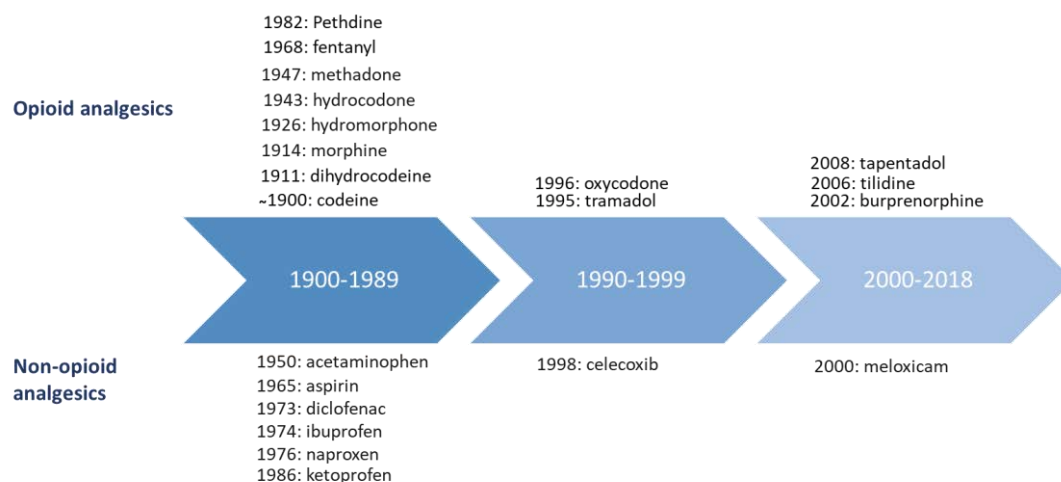 1982: Pethdine
1968: fentanyl
1947: methadone
1943: hydrocodone
1926: hydromorphone
1914: morphine
1911: dihydrocodeine
~1900: codeine
Opioid analgesics
1996: oxycodone
1995: tramadol
2008: tapentadol
2006: tilidine
2002: burprenorphine
1900-1989
1990-1999
2000-2018
Non-opioid
analgesics
1950: acetaminophen
1965: aspirin
1973: diclofenac
1974: ibuprofen
1976: naproxen
1986: ketoprofen
1998: celecoxib
2000: meloxicam